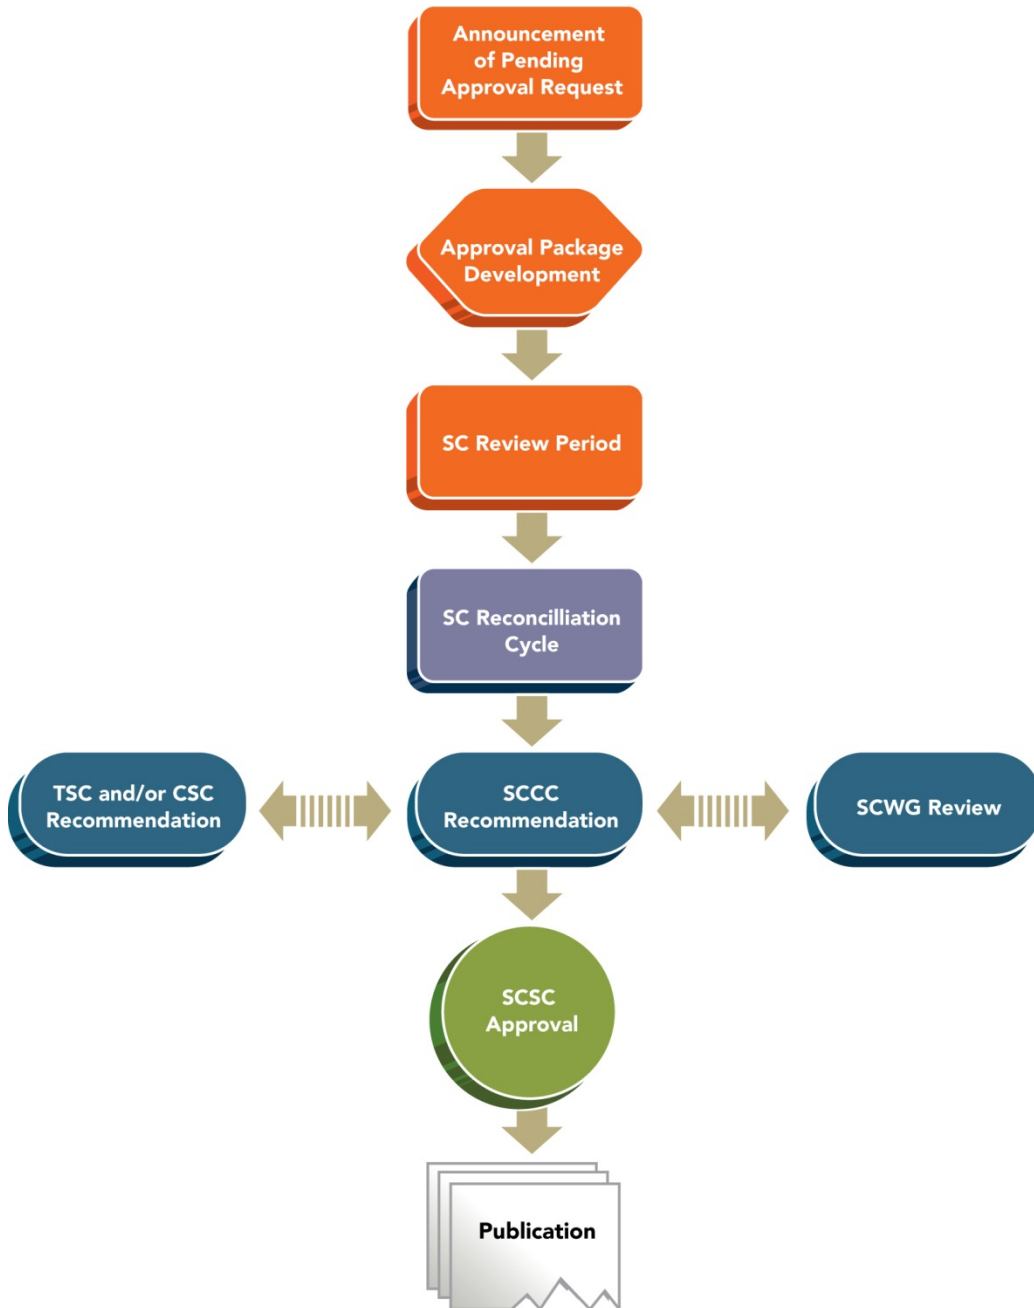 Announcement
of Pending
Approval Request
Approval Package
Development
SC Review Period
SC Reconcilliation
Cycle
TSC and/or CSC
Recommendation
SCCC
Recommendation
SCWG Review
SCSC
Approval
Publication